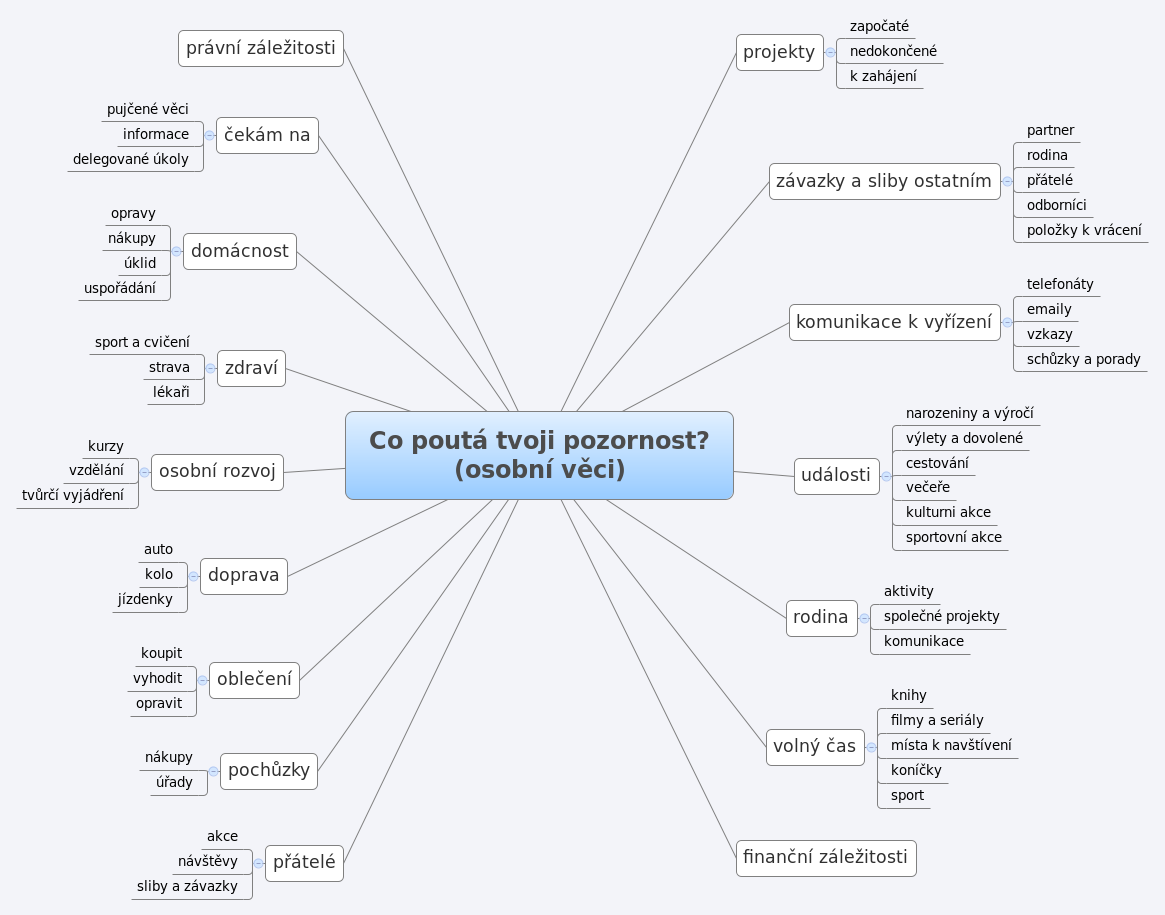 Co poutá tvoji pozornost?
(osobní věci)
projekty
započaté
nedokončené
k zahájení
závazky a sliby ostatním
partner
rodina
přátelé
odborníci
položky k vrácení
komunikace k vyřízení
telefonáty
emaily
vzkazy
schůzky a porady
události
narozeniny a výročí
výlety a dovolené
cestování
večeře
kulturni akce
sportovní akce
rodina
aktivity
společné projekty
komunikace
volný čas
knihy
filmy a seriály
místa k navštívení
koníčky
sport
finanční záležitosti
právní záležitosti
čekám na
pujčené věci
informace
delegované úkoly
domácnost
opravy
nákupy
úklid
uspořádání
zdraví
sport a cvičení
strava
lékaři
osobní rozvoj
kurzy
vzdělání
tvůrčí vyjádření
doprava
auto
kolo
jízdenky
oblečení
koupit
vyhodit
opravit
pochůzky
nákupy
úřady
přátelé
akce
návštěvy
sliby a závazky